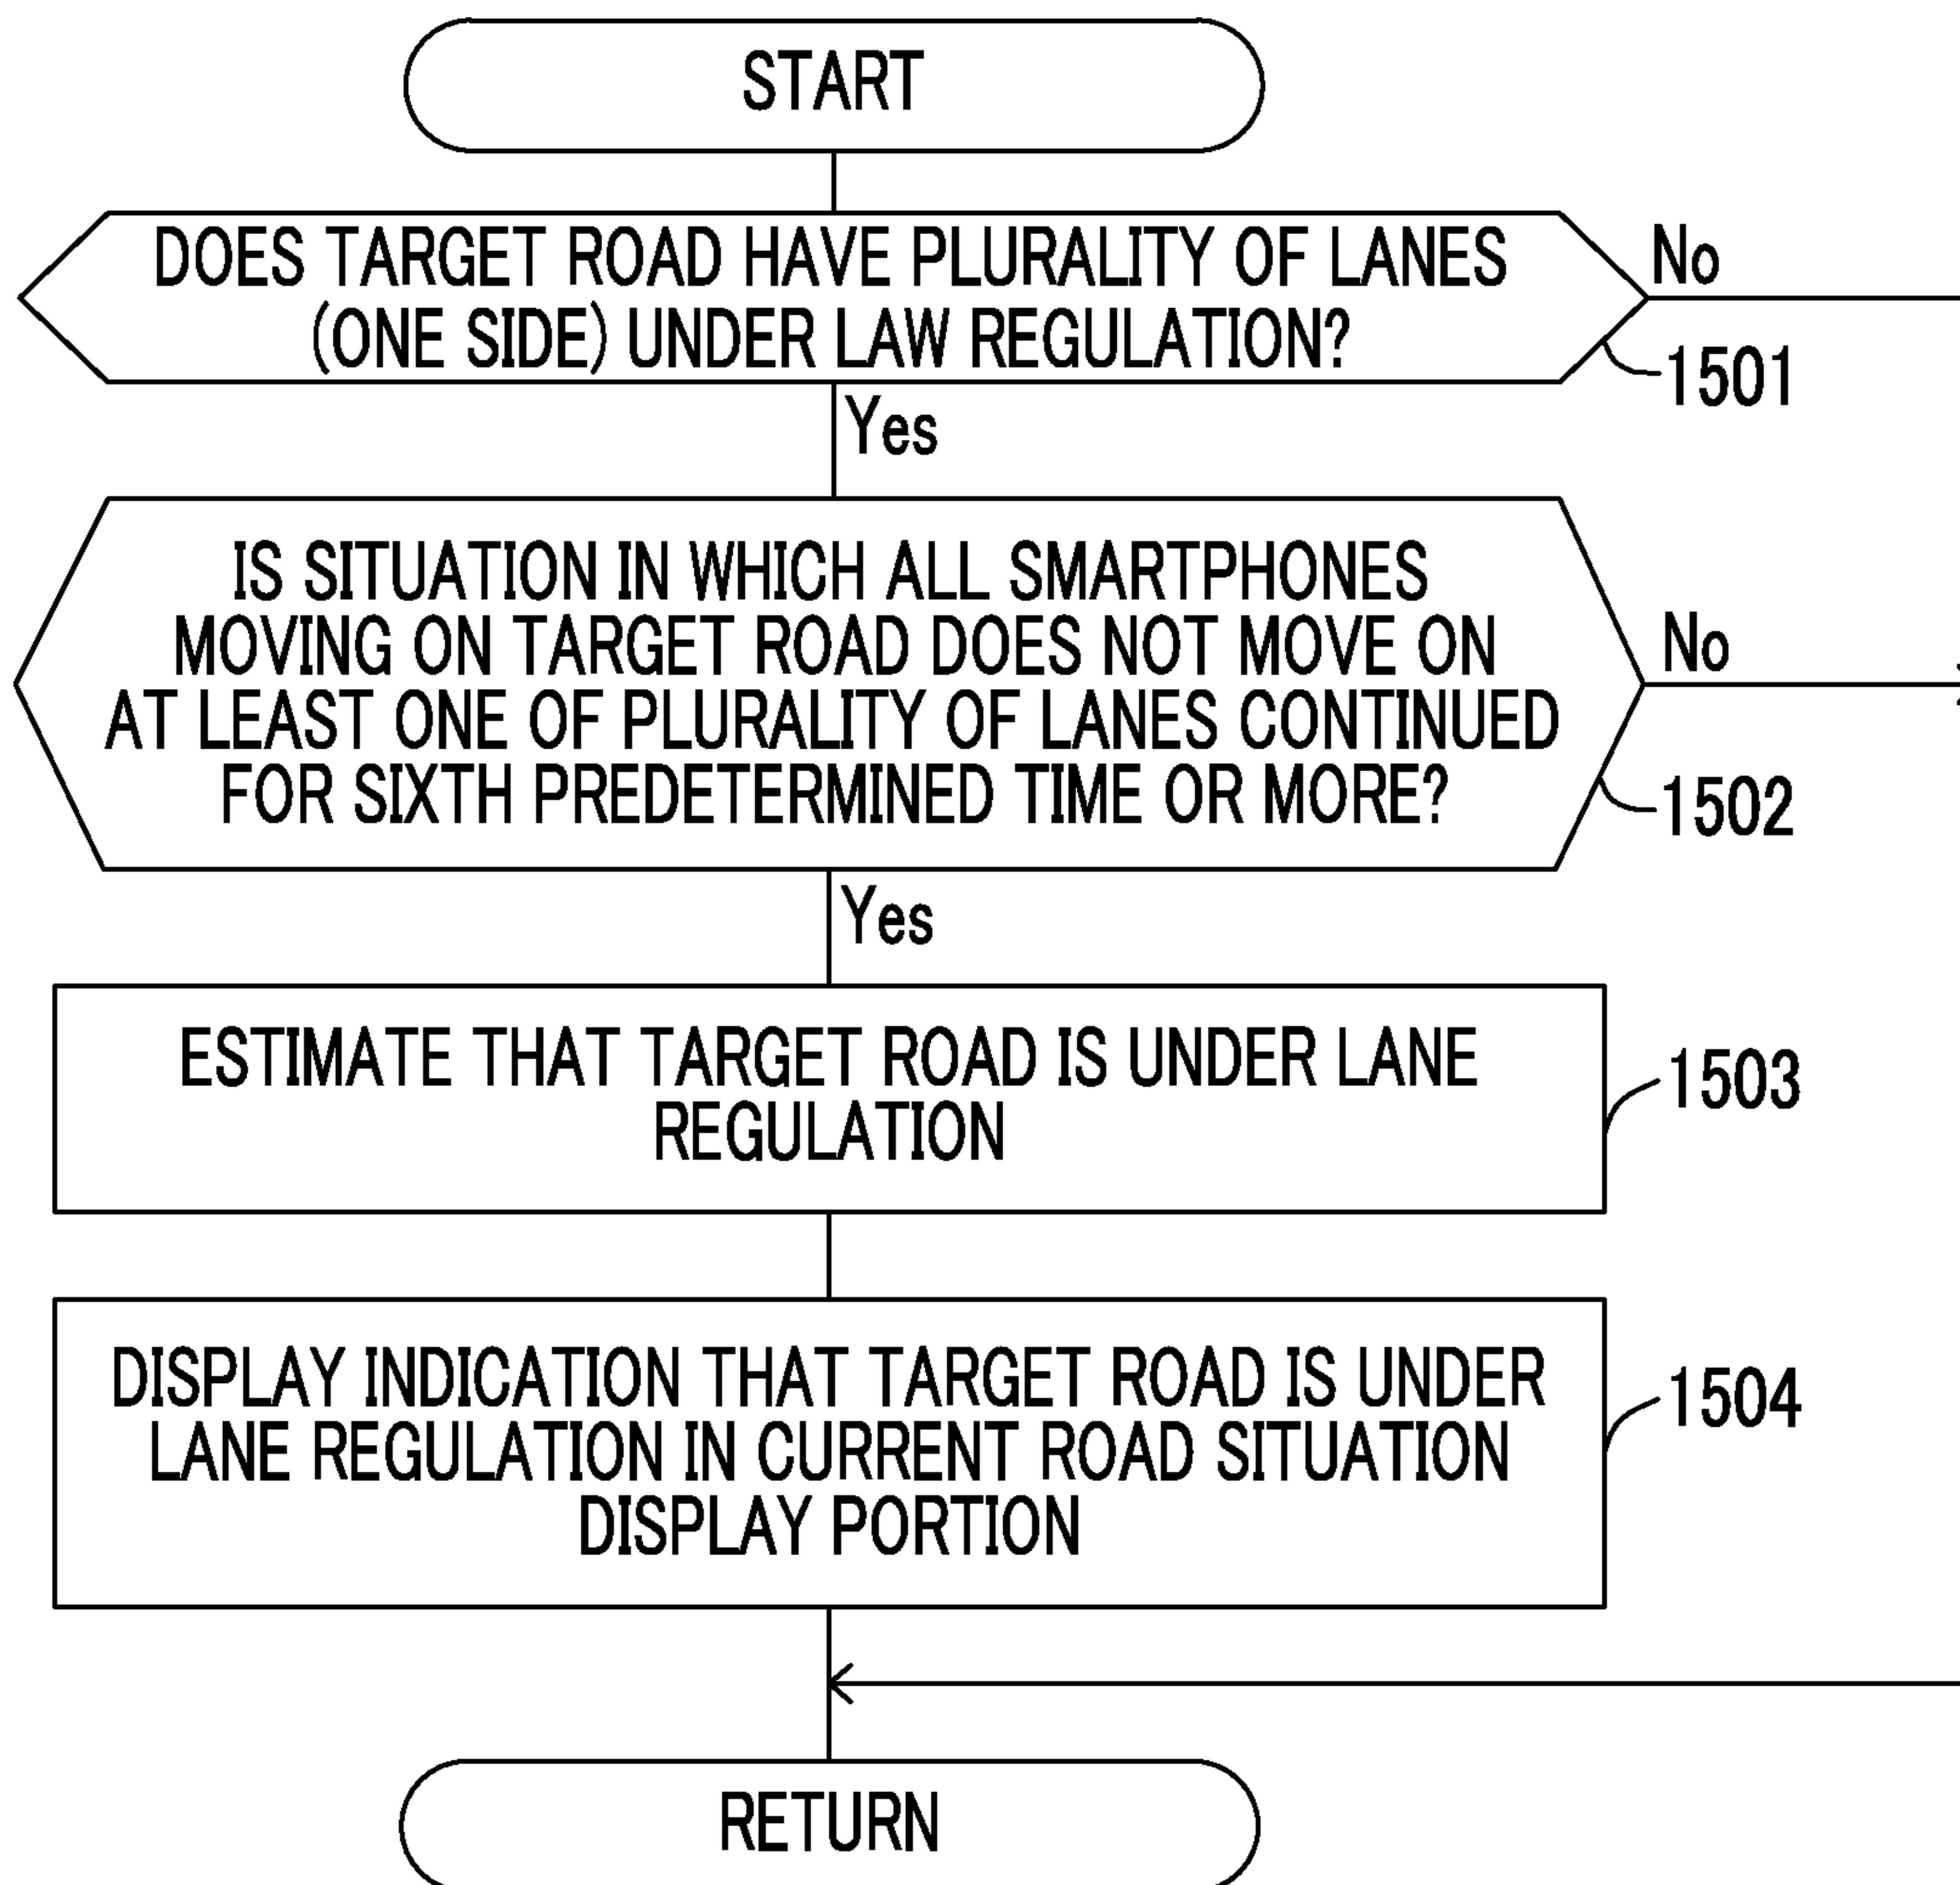 START
DOES TARGET ROAD HAVE PLURALITY OF LANES
(ONE SIDE) UNDER LAW REGULATION?
No
1501
Yes
IS SITUATION IN WHICH ALL SMARTPHONES
MOVING ON TARGET ROAD DOES NOT MOVE ON
AT LEAST ONE OF PLURALITY OF LANES CONTINUED
FOR SIXTH PREDETERMINED TIME OR MORE?
No
1502
Yes
ESTIMATE THAT TARGET ROAD IS UNDER LANE
REGULATION
1503
DISPLAY INDICATION THAT TARGET ROAD IS UNDER
LANE REGULATION IN CURRENT ROAD SITUATION
DISPLAY PORTION
1504
RETURN